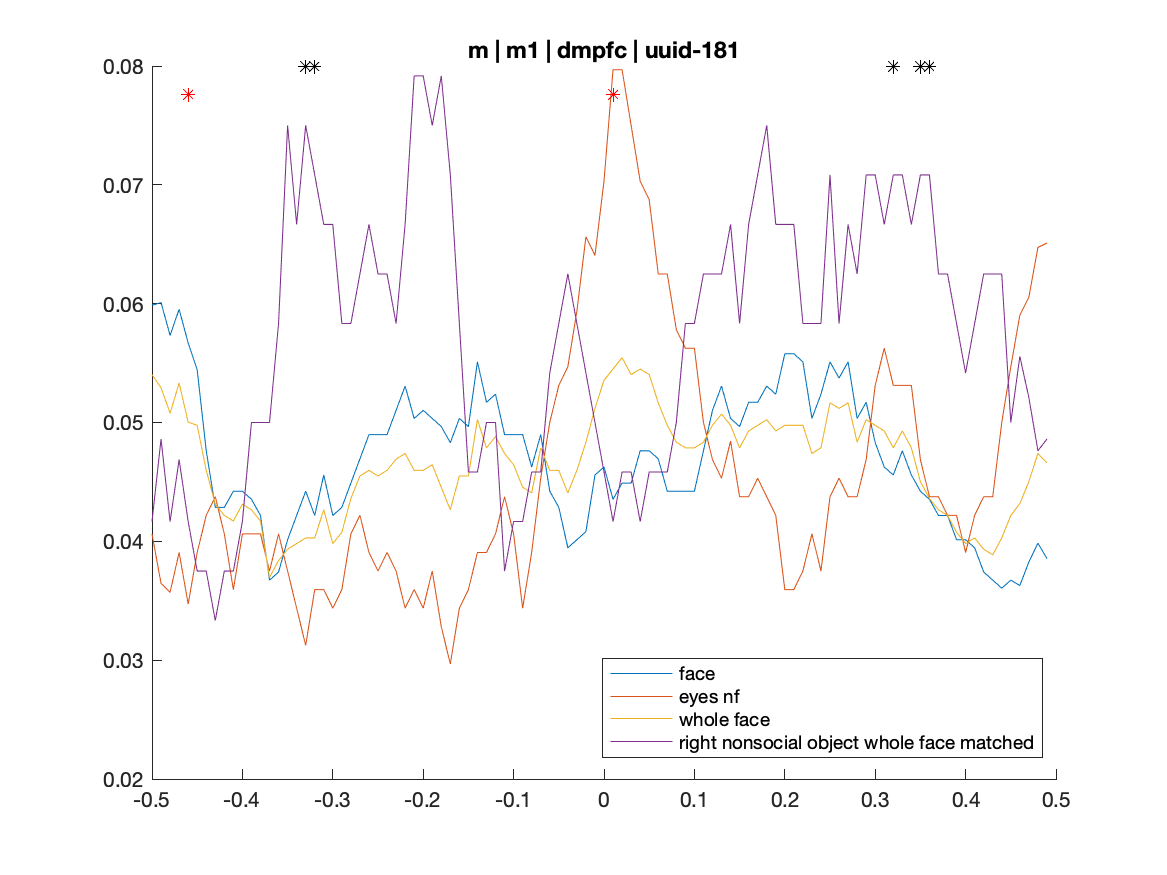 m | m1 | dmpfc | uuid-181
0.08
0.07
0.06
0.05
0.04
0.03
0.02
face
eyes nf
whole face
right nonsocial object whole face matched
-0.5 -0.4 -0.3 -0.2 -0.1 0 0.1 0.2 0.3 0.4 0.5